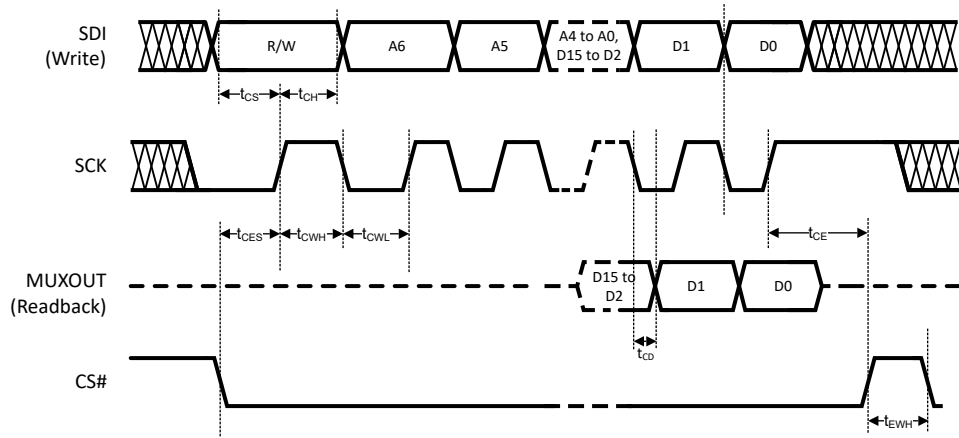 SDI
(Write)
R/W
A6
A5
A4 to A0,
D15 to D2
D1
D0
tCS
tCH
SCK
tCES
tCWH
tCWL
tCE
MUXOUT
(Readback)
D15 to
D2
D1
D0
tCD
CS#
tEWH